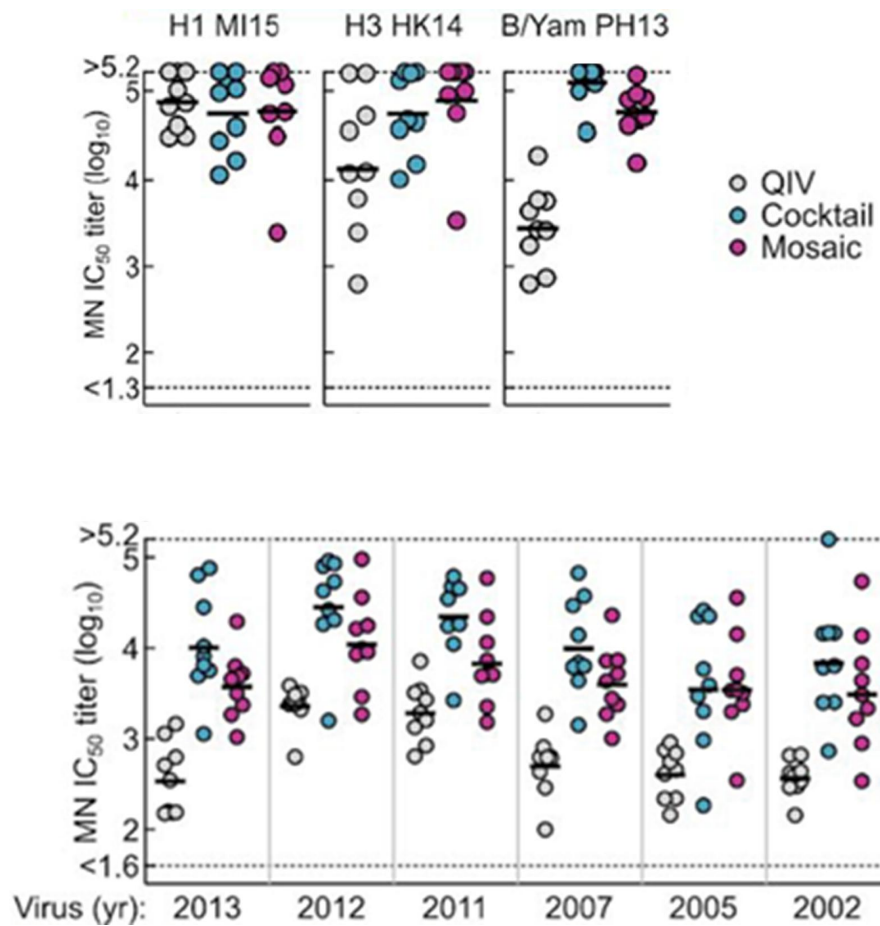 H1 MI15 H3 HK14 B/Yam PH13
MN IC50 titer (log10)
>5.2
5
4
3
2
<1.3
QIV
Cocktail
Mosaic
MN IC50 titer (log10)
>5.2
5
4
3
2
<1.6
Virus (yr): 2013 2012 2011 2007 2005 2002